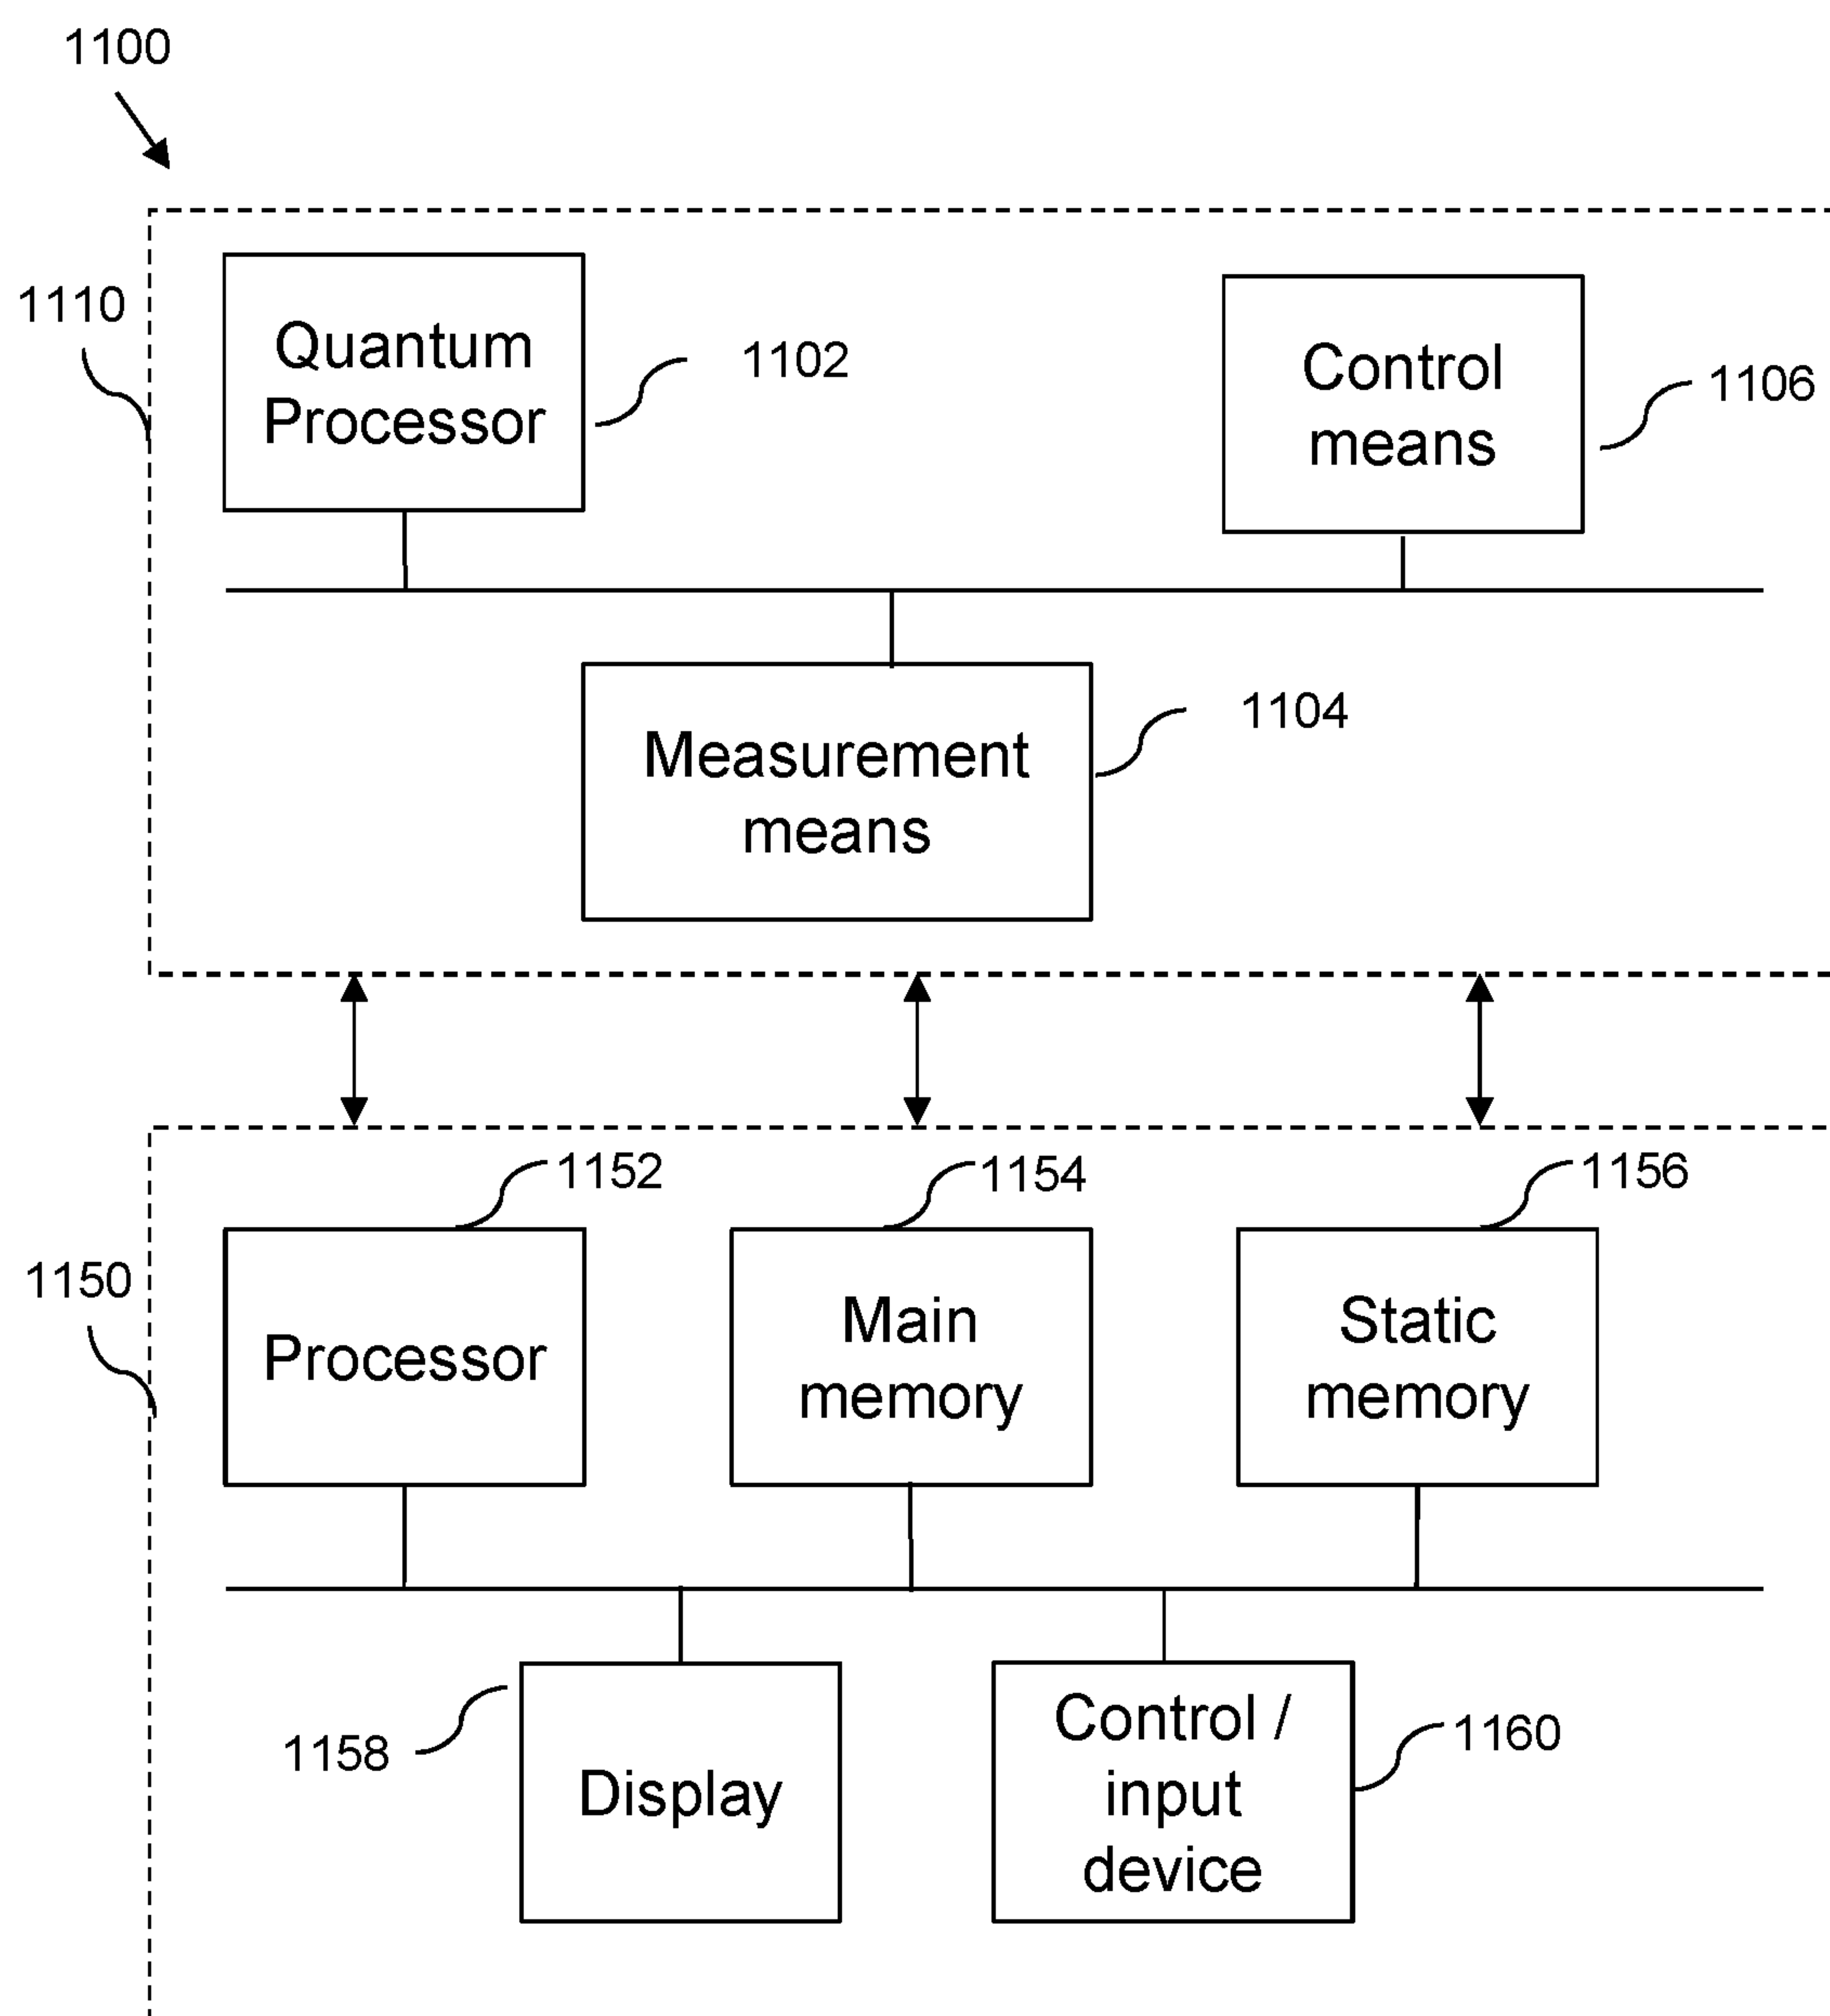 1100
1110
Quantum
Processor
1102
Control
means
1106
Measurement
means
1104
1150
1152
1154
1156
Processor
Main
memory
Static
memory
1158
Display
Control /
input
device
1160